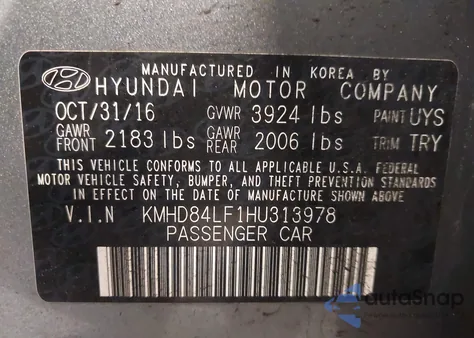 MANUFACTURED IN KOREA BY
HYUNDAI MOTOR COMPANY
OCT/31/16 GVWR 3924 lbs PAINT UYS
GAWR FRONT 2183 lbs GAWR REAR 2006 lbs TRIM TRY
THIS VEHICLE CONFORMS TO ALL APPLICABLE U.S.A. FEDERAL
MOTOR VEHICLE SAFETY, BUMPER, AND THEFT PREVENTION STANDARDS
IN EFFECT ON THE DATE OF MANUFACTURE SHOWN ABOVE
V.I.N KMHD84LF1HU313978
PASSENGER CAR
autoSnap